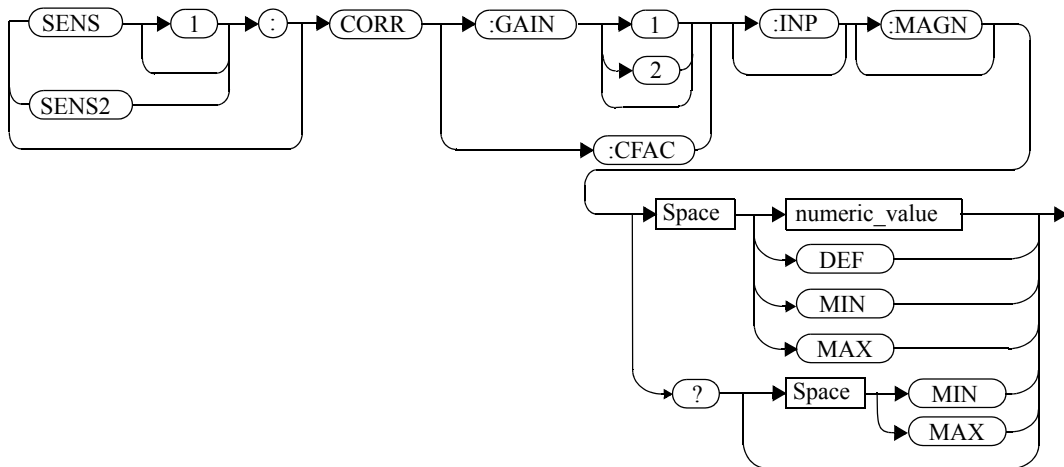 SENS 1 : CORR :GAIN 1 :INP :MAGN
2
SENS2
:CFAC
Space numeric_value
DEF
MIN
MAX
? Space MIN
MAX